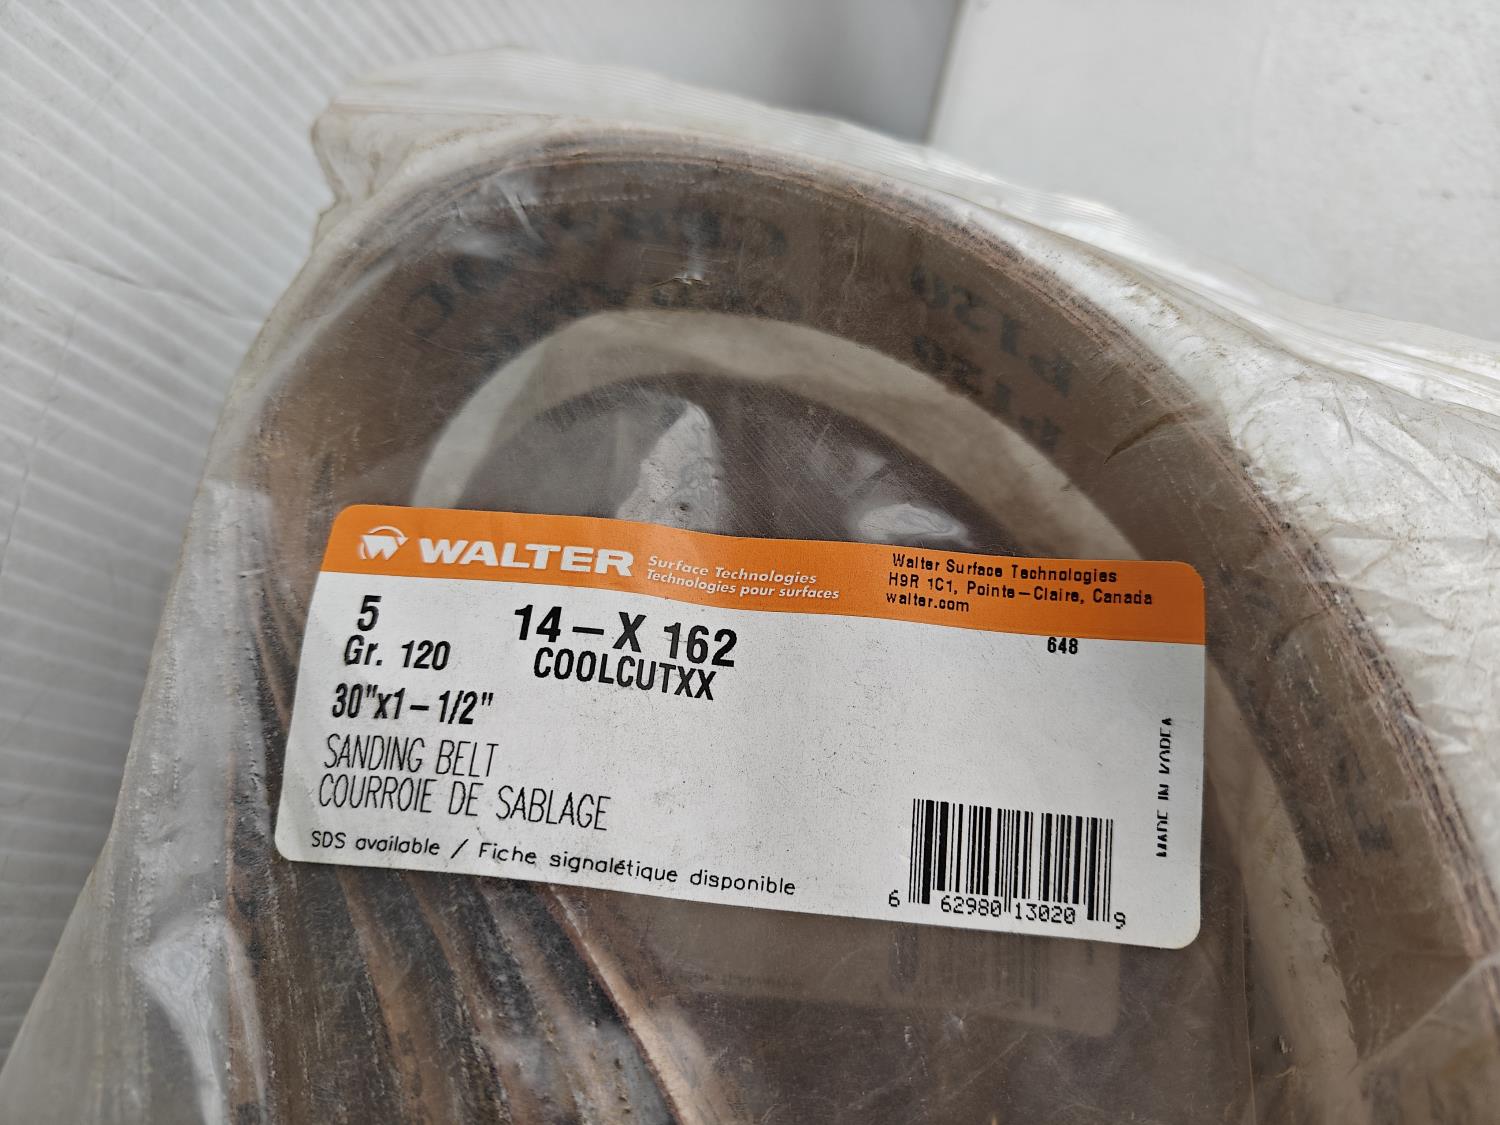 WALTER
Surface Technologies
Technologies pour surfaces
Walter Surface Technologies
H9R 1C1, Pointe-Claire, Canada
walter.com
648
5
14-X 162
Gr. 120
COOLCUTXX
30"x1-1/2"
SANDING BELT
COURROIE DE SABLAGE
SDS available / Fiche signalétique disponible
MADE IN KOREA
6 62980 13020 9